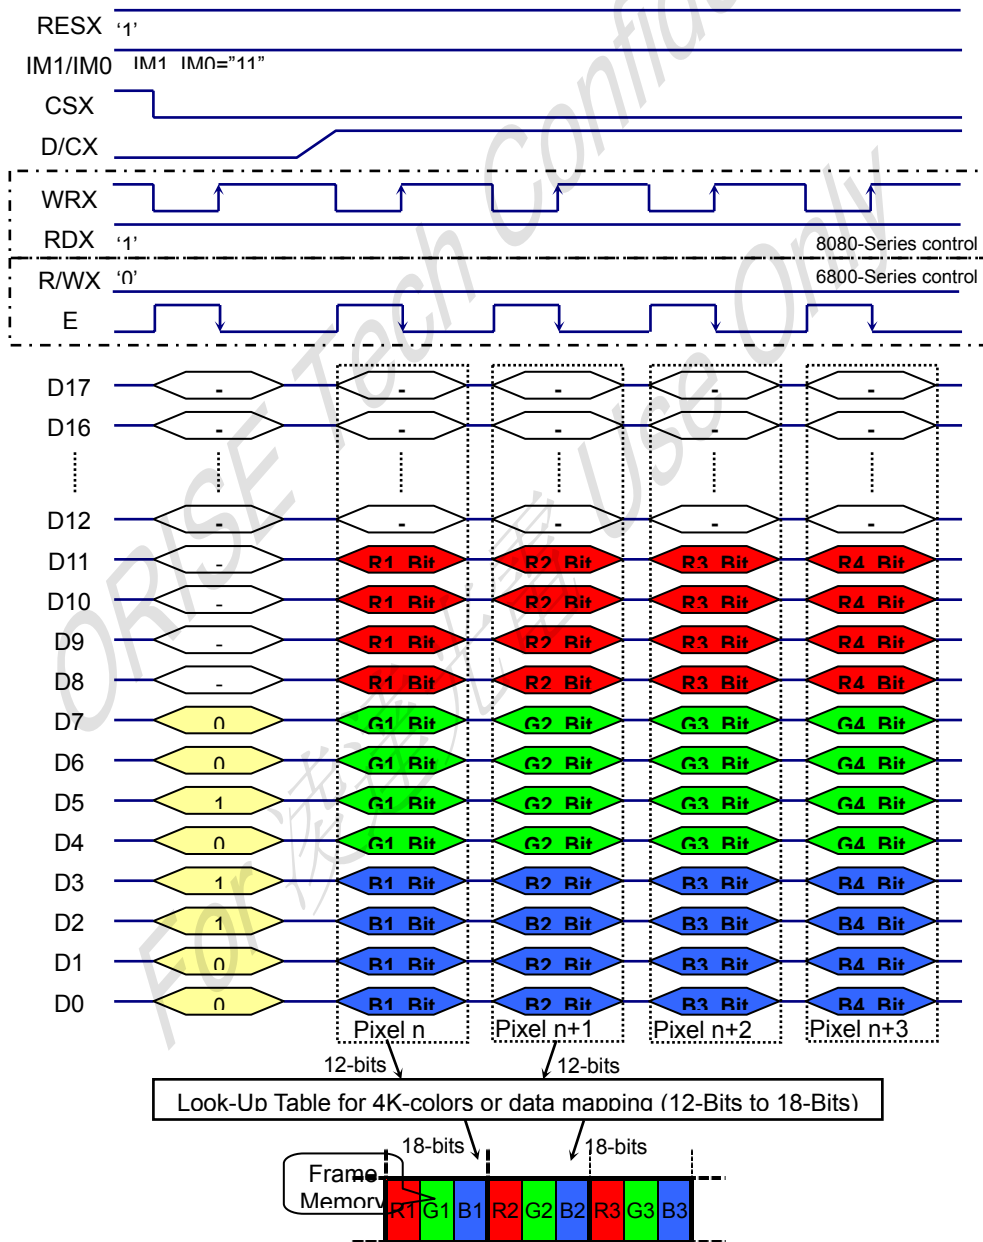 RESX '1'
IM1/IM0 IM1, IM0="11"
CSX
D/CX
WRX
RDX '1' 8080-Series control
R/WX '0' 6800-Series control
E
D17 - - - - -
D16 - - - - -
D12 - - - - -
D11 - R1 Bit R2 Bit R3 Bit R4 Bit
D10 - R1 Bit R2 Bit R3 Bit R4 Bit
D9 - R1 Bit R2 Bit R3 Bit R4 Bit
D8 - R1 Bit R2 Bit R3 Bit R4 Bit
D7 0 G1 Bit G2 Bit G3 Bit G4 Bit
D6 0 G1 Bit G2 Bit G3 Bit G4 Bit
D5 1 G1 Bit G2 Bit G3 Bit G4 Bit
D4 0 G1 Bit G2 Bit G3 Bit G4 Bit
D3 1 B1 Bit B2 Bit B3 Bit B4 Bit
D2 1 B1 Bit B2 Bit B3 Bit B4 Bit
D1 0 B1 Bit B2 Bit B3 Bit B4 Bit
D0 0 B1 Bit B2 Bit B3 Bit B4 Bit
Pixel n Pixel n+1 Pixel n+2 Pixel n+3
12-bits 12-bits
Look-Up Table for 4K-colors or data mapping (12-Bits to 18-Bits)
18-bits 18-bits
Frame
Memory
R1 G1 B1 R2 G2 B2 R3 G3 B3
ORISE Tech
For Use Only